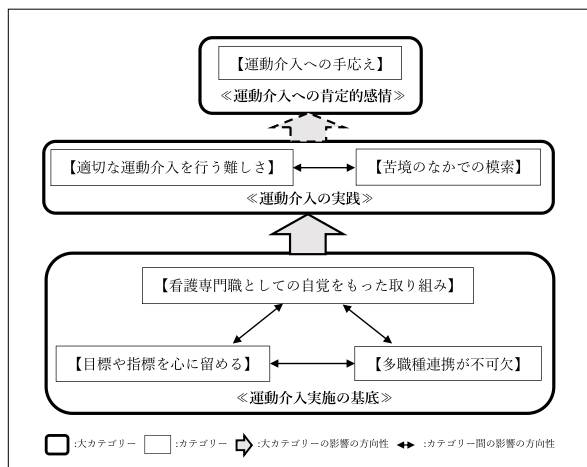 【運動介入への手応え】
≪運動介入への肯定的感情≫
【適切な運動介入を行う難しさ】
【苦境のなかでの模索】
≪運動介入の実践≫
【看護専門職としての自覚をもった取り組み】
【目標や指標を心に留める】
【多職種連携が不可欠】
≪運動介入実施の基底≫
:大カテゴリー :カテゴリー :大カテゴリーの影響の方向性 :カテゴリー間の影響の方向性